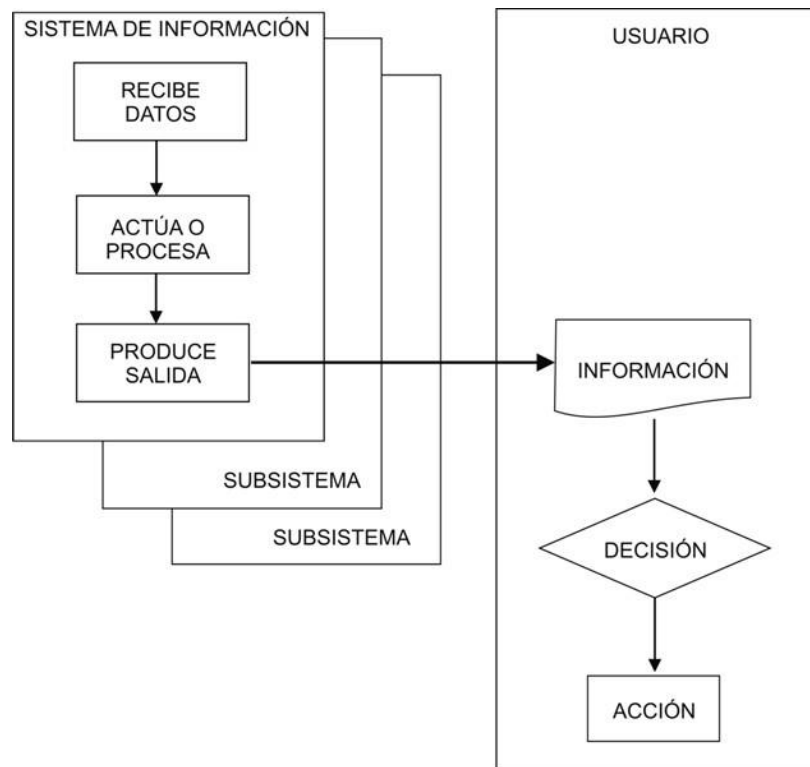 SISTEMA DE INFORMACIÓN
RECIBE
DATOS
ACTÚA O
PROCESA
PRODUCE
SALIDA
SUBSISTEMA
SUBSISTEMA
USUARIO
INFORMACIÓN
DECISIÓN
ACCIÓN